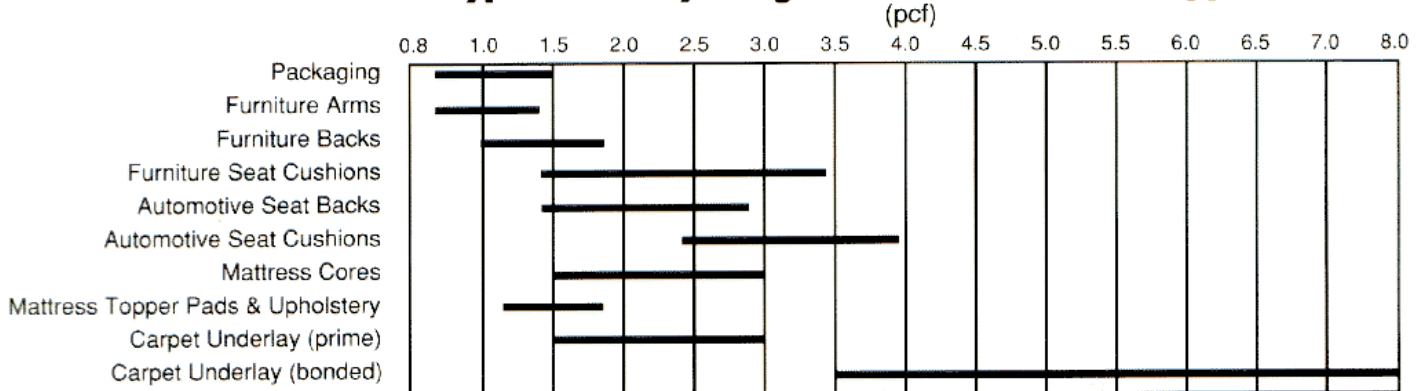 (pcf)
0.8 1.0 1.5 2.0 2.5 3.0 3.5 4.0 4.5 5.0 5.5 6.0 6.5 7.0 8.0
Packaging
Furniture Arms
Furniture Backs
Furniture Seat Cushions
Automotive Seat Backs
Automotive Seat Cushions
Mattress Cores
Mattress Topper Pads & Upholstery
Carpet Underlay (prime)
Carpet Underlay (bonded)